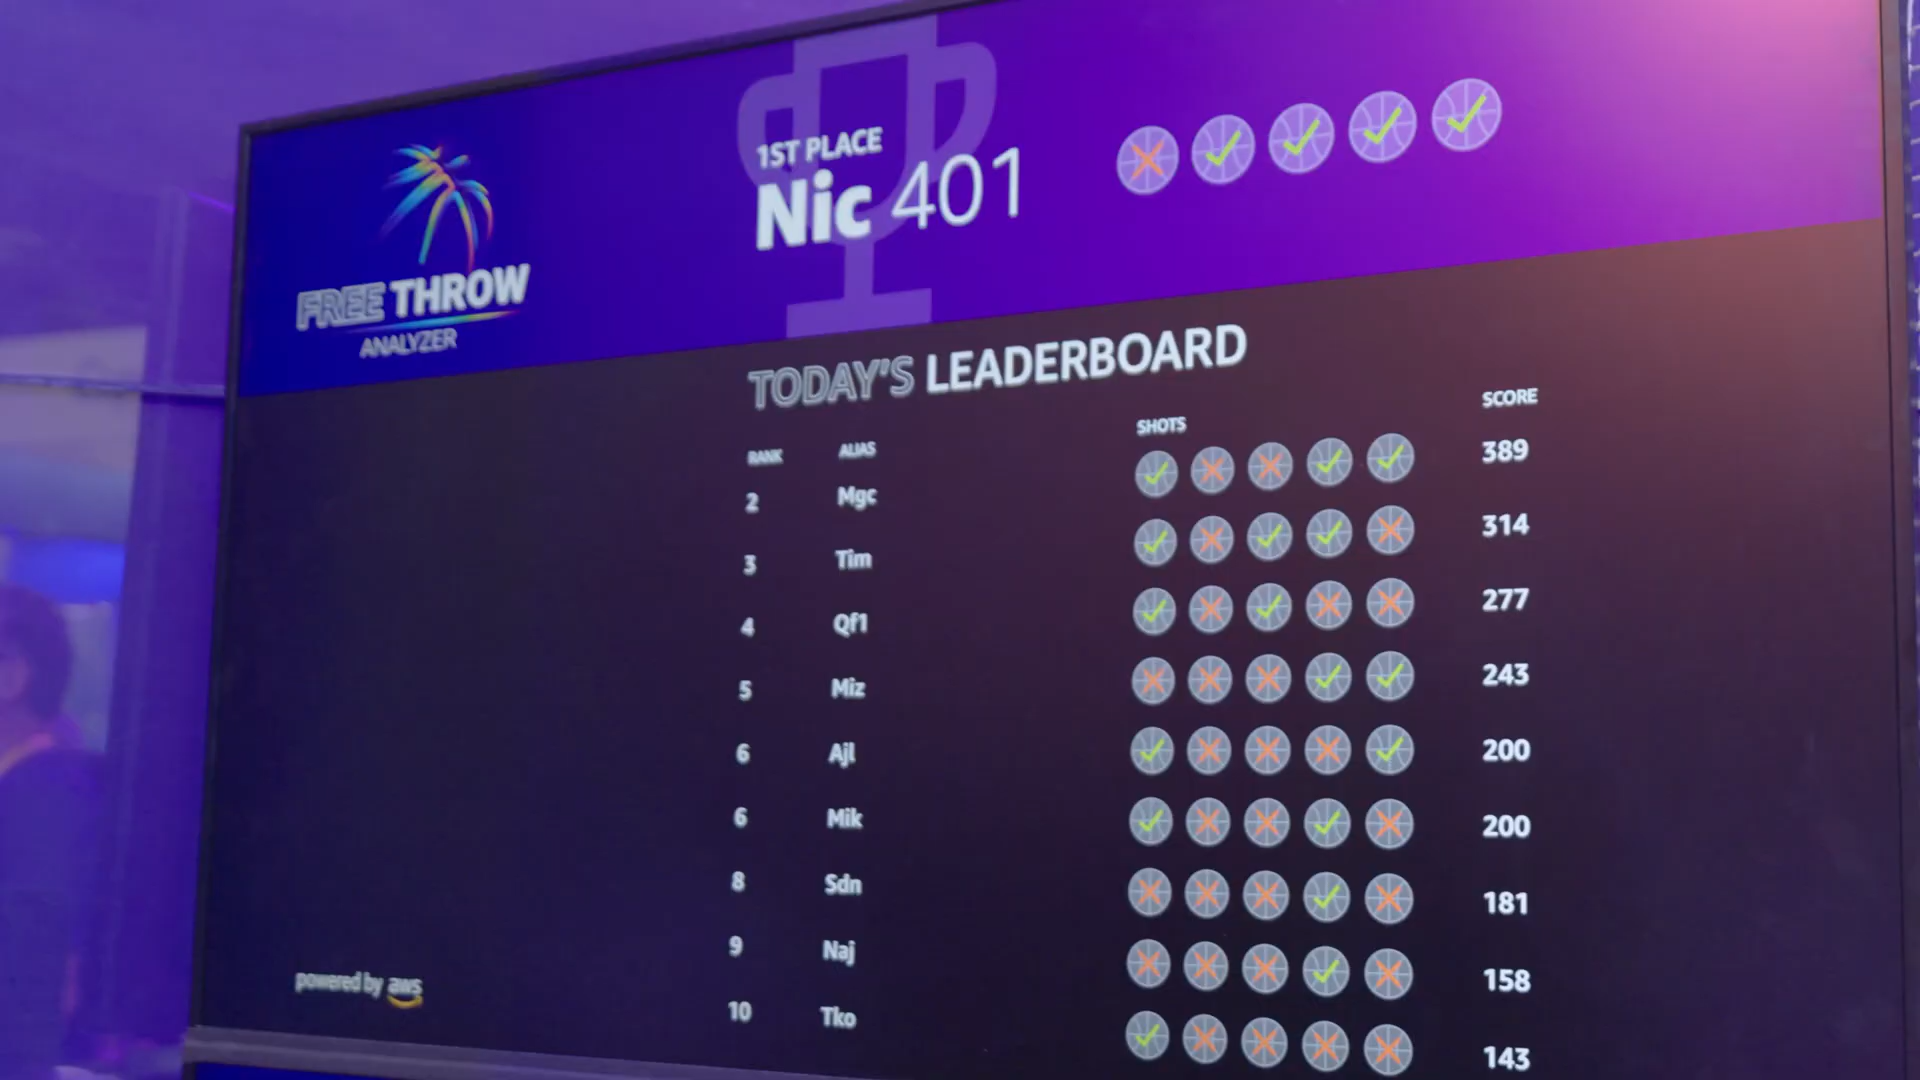 1ST PLACE
Nic 401
FREE THROW
ANALYZER
TODAY'S LEADERBOARD
RANK ALIAS SHOTS SCORE
2 Mgc 389
3 Tim 314
4 Qf1 277
5 Miz 243
6 Ajl 200
6 Mik 200
8 Sdn 181
9 Naj 158
10 Tko 143
powered by aws